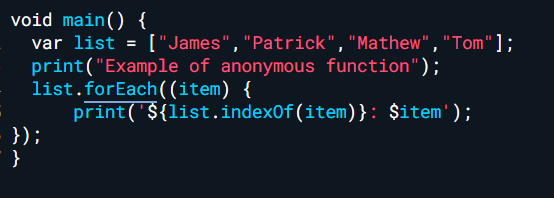 void main() {
  var list = ["James","Patrick","Mathew","Tom"];
  print("Example of anonymous function");
  list.forEach((item) {
      print('${list.indexOf(item)}: $item');
});
}